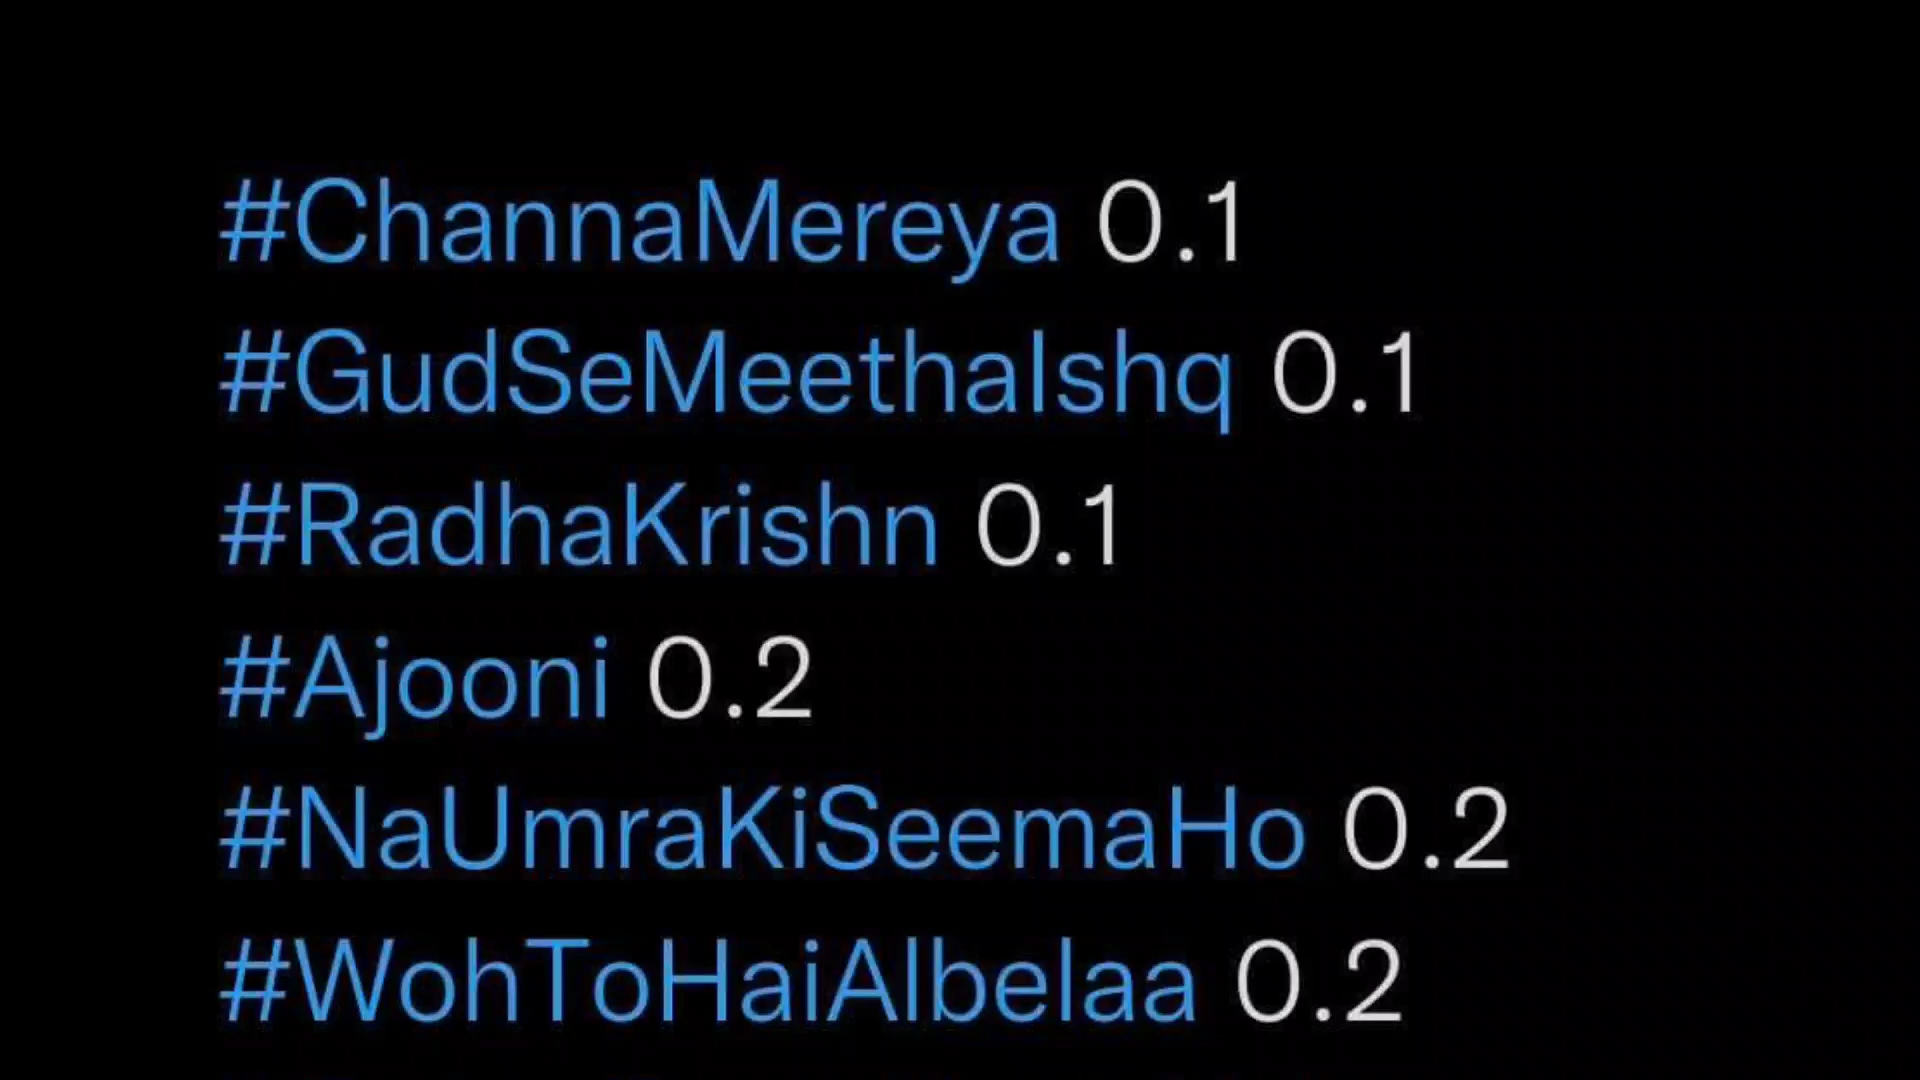 #ChannaMereya 0.1
#GudSeMeethaIshq 0.1
#RadhaKrishn 0.1
#Ajooni 0.2
#NaUmraKiSeemaHo 0.2
#WohToHaiAlbelaa 0.2